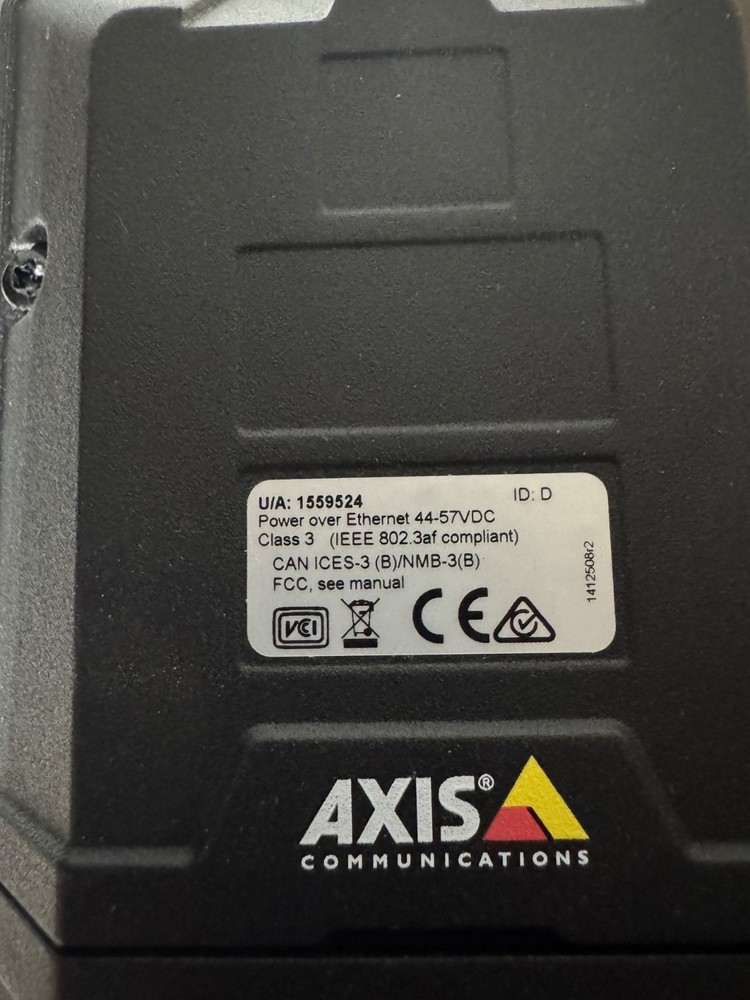 U/A: 1559524 ID: D
Power over Ethernet 44-57VDC
Class 3 (IEEE 802.3af compliant)
CAN ICES-3 (B)/NMB-3(B)
FCC, see manual
1412508r2
VCI CE
AXIS®
COMMUNICATIONS